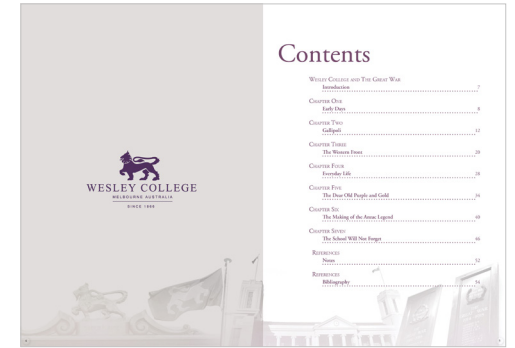 WESLEY COLLEGE
MELBOURNE AUSTRALIA
SINCE 1866
Contents
WESLEY COLLEGE AND THE GREAT WAR
Introduction 7
CHAPTER ONE
Early Days 8
CHAPTER TWO
Gallipoli 12
CHAPTER THREE
The Western Front 20
CHAPTER FOUR
Everyday Life 28
CHAPTER FIVE
The Dear Old Purple and Gold 34
CHAPTER SIX
The Making of the Anzac Legend 40
CHAPTER SEVEN
The School Will Not Forget 46
REFERENCES
Notes 52
REFERENCES
Bibliography 54